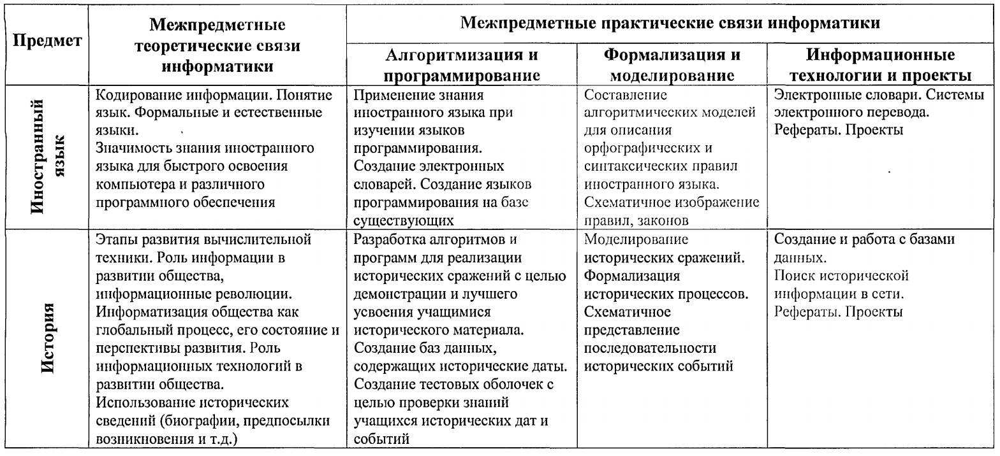 Предмет
Межпредметные
теоретические связи
информатики
Межпредметные практические связи информатики
Алгоритмизация и
программирование
Формализация и
моделирование
Информационные
технологии и проекты
Иностранный
язык
Кодирование информации. Понятие
язык. Формальные и естественные
языки.
Значимость знания иностранного
языка для быстрого освоения
компьютера и различного
программного обеспечения
Применение знания
иностранного языка при
изучении языков
программирования.
Создание электронных
словарей. Создание языков
программирования на базе
существующих
Составление
алгоритмических моделей
для описания
орфографических и
синтаксических правил
иностранного языка.
Схематичное изображение
правил, законов
Электронные словари. Системы
электронного перевода.
Рефераты. Проекты
История
Этапы развития вычислительной
техники. Роль информации в
развитии общества,
информационные революции.
Информатизация общества как
глобальный процесс, его состояние и
перспективы развития. Роль
информационных технологий в
развитии общества.
Использование исторических
сведений (биографии, предпосылки
возникновения и т.д.)
Разработка алгоритмов и
программ для реализации
исторических сражений с целью
демонстрации и лучшего
усвоения учащимися
исторического материала.
Создание баз данных,
содержащих исторические даты.
Создание тестовых оболочек с
целью проверки знаний
учащихся исторических дат и
событий
Моделирование
исторических сражений.
Формализация
исторических процессов.
Схематичное
представление
последовательности
исторических событий
Создание и работа с базами
данных.
Поиск исторической
информации в сети.
Рефераты. Проекты